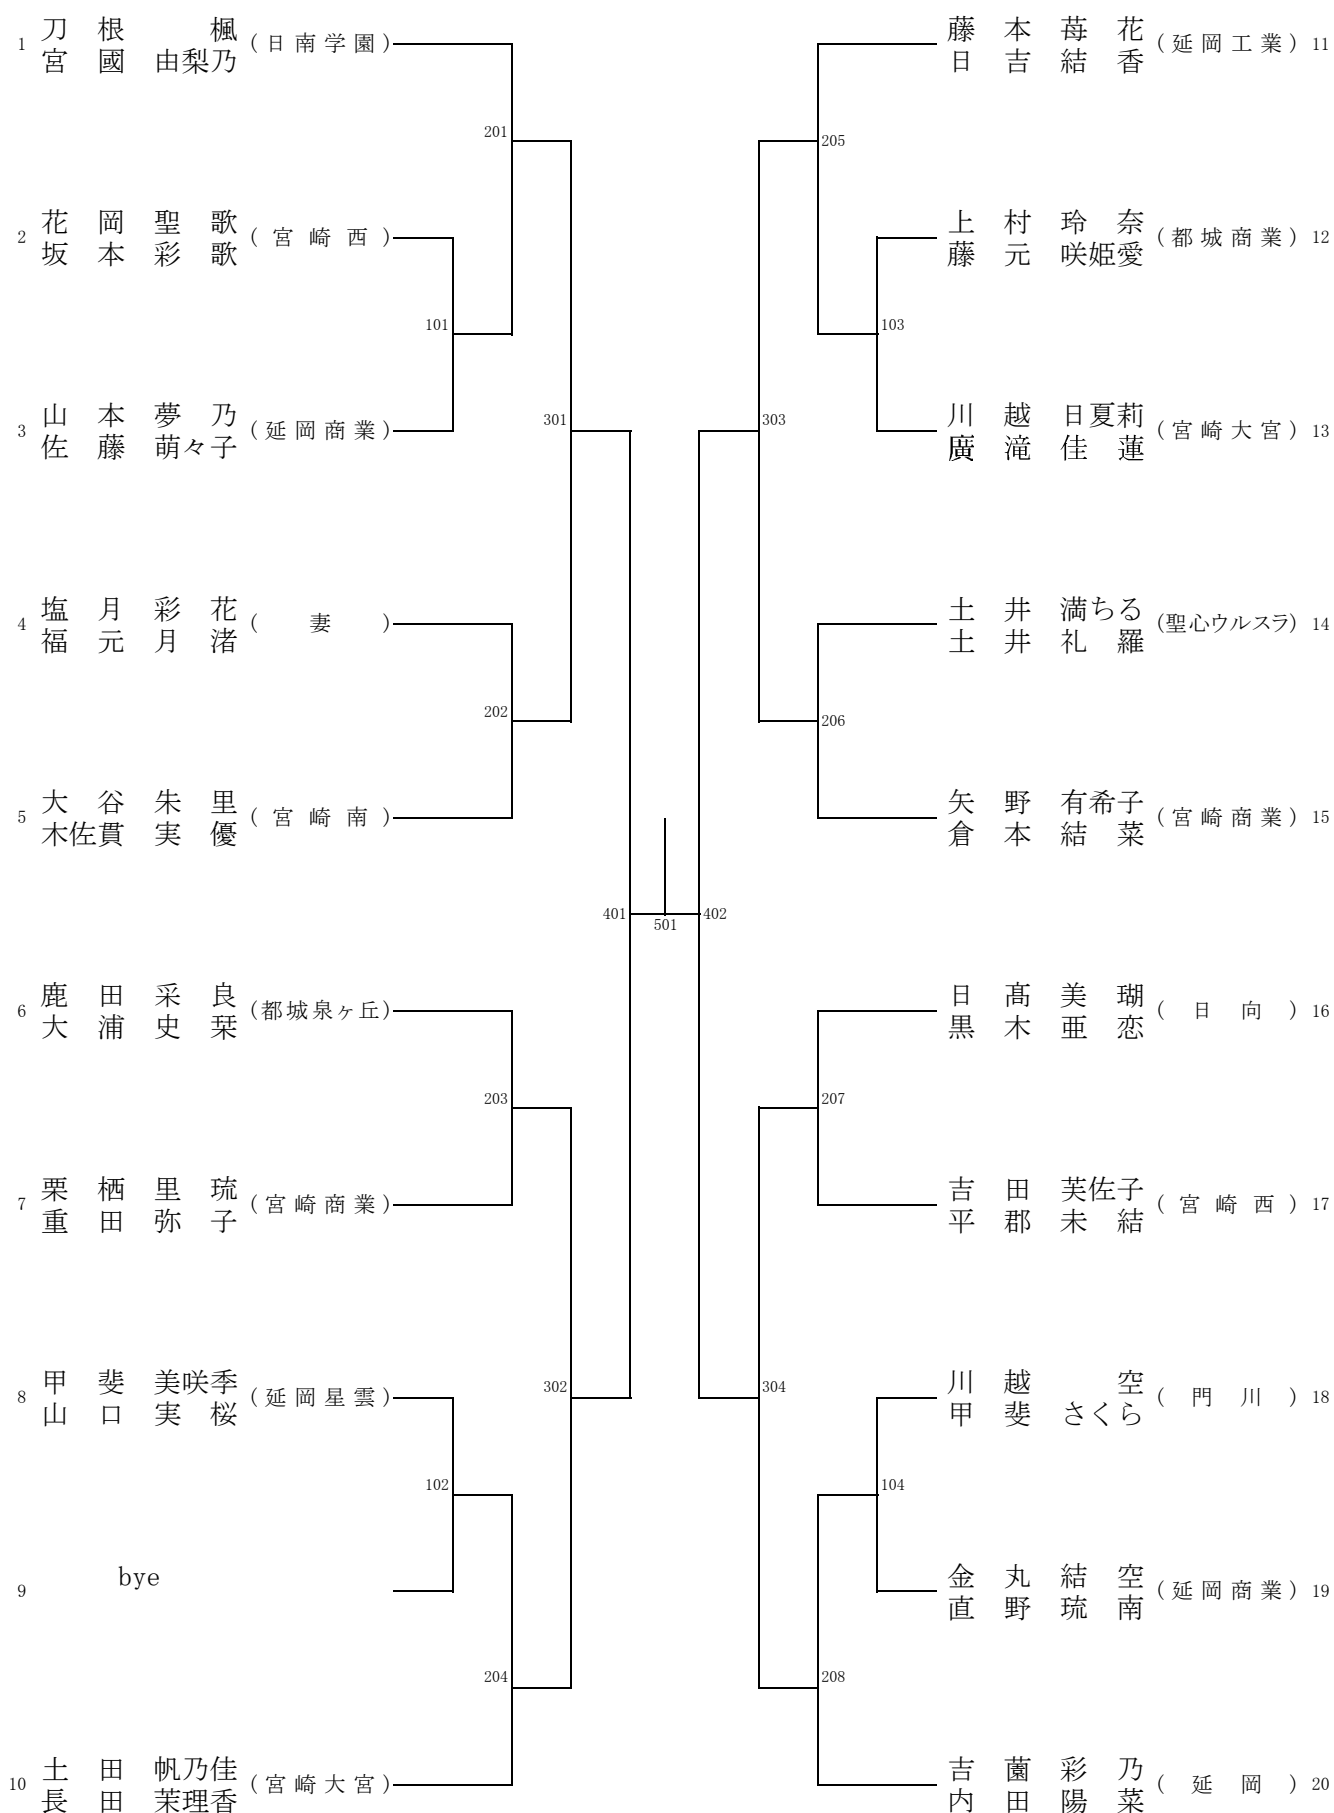 1 刀根 楓 (日南学園)
宮國 由梨乃
201
2 花岡 聖歌 (宮崎西)
坂本 彩歌
101
3 山本 夢乃 (延岡商業)
佐藤 萌々子
301
4 塩月 彩花 (妻)
福元 月渚
202
5 大谷 朱里 (宮崎南)
木佐貫 実優
401
501
402
6 鹿田 采良 (都城泉ヶ丘)
大浦 史栞
203
7 栗栖 里琉 (宮崎商業)
重田 弥子
302
8 甲斐 美咲季 (延岡星雲)
山口 実桜
102
9 bye
204
10 土田 帆乃佳 (宮崎大宮)
長田 茉理香
藤本 苺花 (延岡工業) 11
日吉 結香
205
上村 玲奈 (都城商業) 12
藤元 咲姫愛
103
川越 日夏莉 (宮崎大宮) 13
廣滝 佳蓮
303
土井 満ちる (聖心ウルスラ) 14
土井 礼羅
206
矢野 有希子 (宮崎商業) 15
倉本 結菜
日髙 美瑚 (日向) 16
黒木 亜恋
207
吉田 芙佐子 (宮崎西) 17
平郡 未結
304
川越 空 (門川) 18
甲斐 さくら
104
金丸 結空 (延岡商業) 19
直野 琉南
208
吉薗 彩乃 (延岡) 20
内田 陽菜